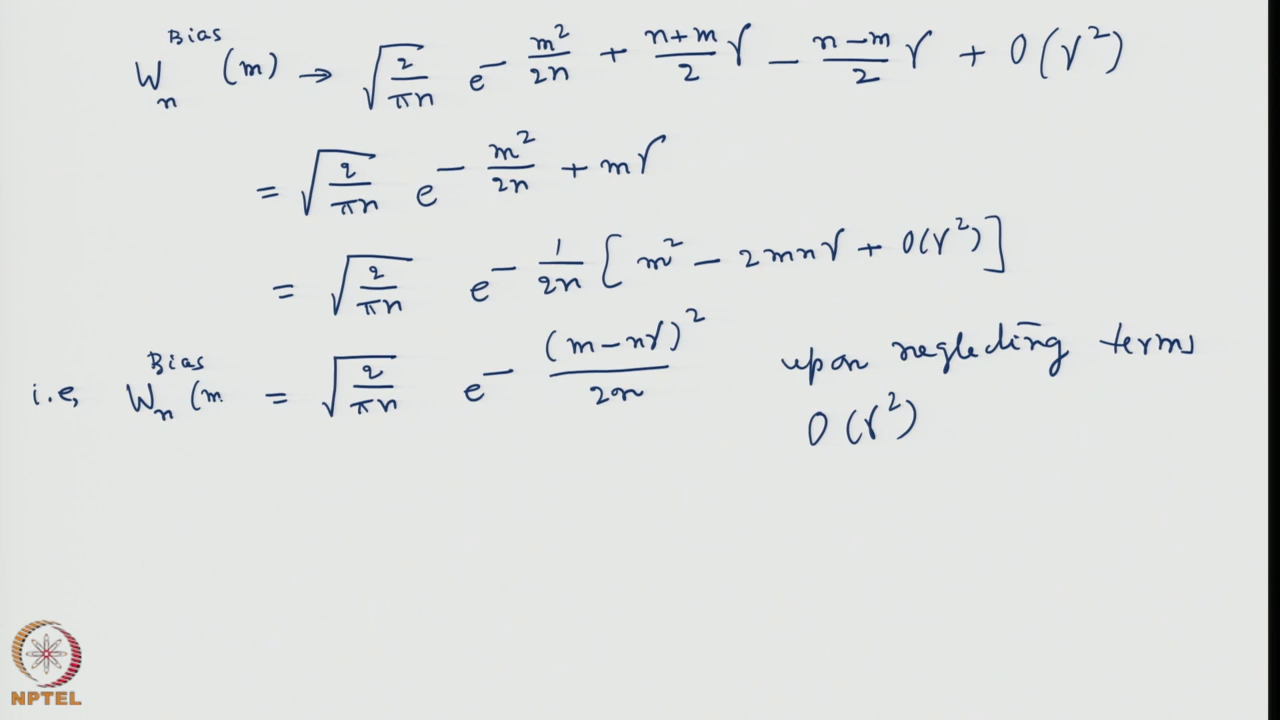 W_n^{Bias}(m) → √(2/πn) e^{- m²/2n + (n+m)/2 γ - (n-m)/2 γ + O(γ²)}
= √(2/πn) e^{- m²/2n + mγ}
= √(2/πn) e^{- 1/2n [m² - 2mnγ + O(γ²)]}
i.e, W_n^{Bias}(m = √(2/πn) e^{- (m-nγ)²/2n} upon neglecting terms
O(γ²)
NPTEL